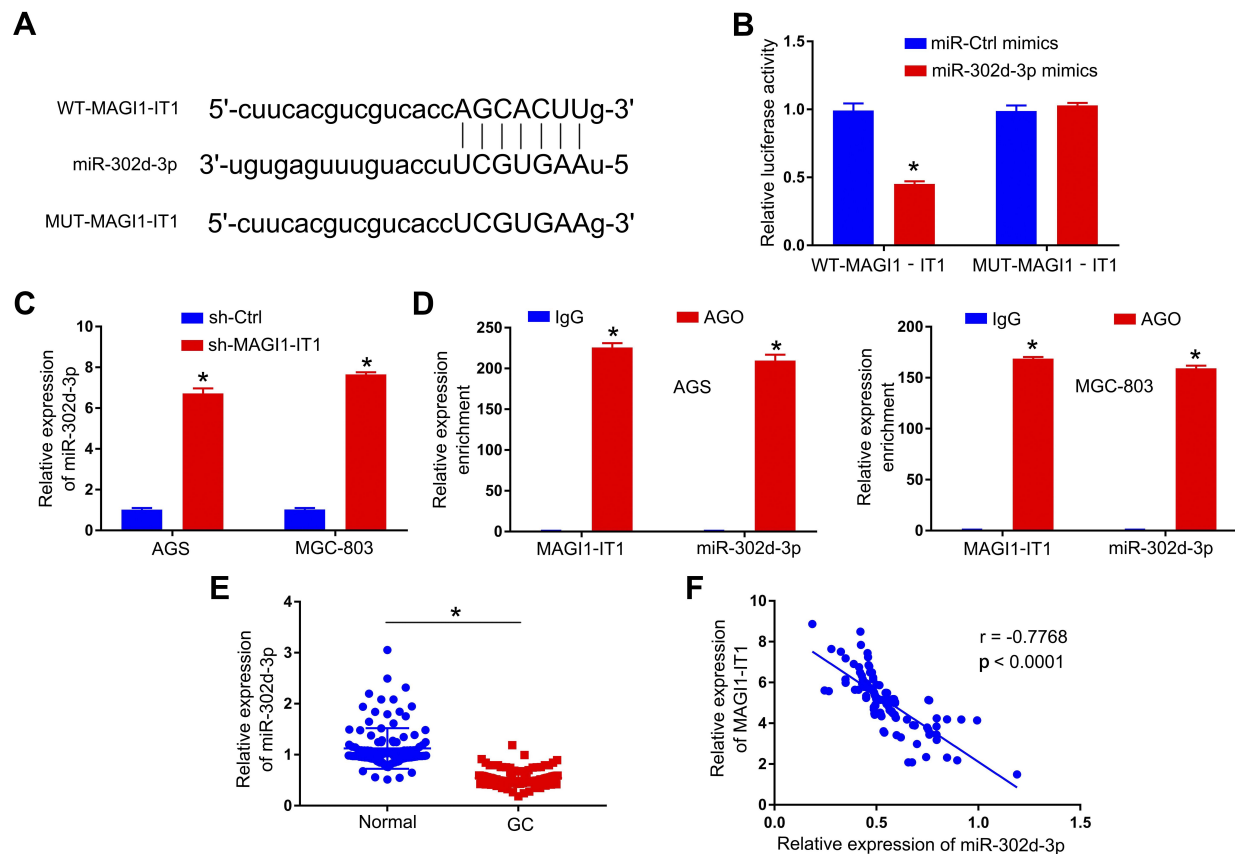 A
WT-MAGI1-IT1 5'-cuucacgucgucaccAGCACUUg-3'
miR-302d-3p 3'-ugugaguuuguaccuUCGUGAAu-5
MUT-MAGI1-IT1 5'-cuucacgucgucaccUCGUGAAg-3'
B
miR-Ctrl mimics
miR-302d-3p mimics
Relative luciferase activity
1.5
1.0
0.5
0.0
*
WT-MAGI1 - IT1 MUT-MAGI1 - IT1
C
sh-Ctrl
sh-MAGI1-IT1
Relative expression
of miR-302d-3p
10
8
6
4
2
0
* *
AGS MGC-803
D
IgG AGO
Relative expression
enrichment
250
200
150
100
50
0
* *
AGS
MAGI1-IT1 miR-302d-3p
IgG AGO
Relative expression
enrichment
200
150
100
50
0
* *
MGC-803
MAGI1-IT1 miR-302d-3p
E
Relative expression
of miR-302d-3p
4
3
2
1
0
*
Normal GC
F
Relative expression
of MAGI1-IT1
10
8
6
4
2
0
r = -0.7768
p < 0.0001
0.0 0.5 1.0 1.5
Relative expression of miR-302d-3p